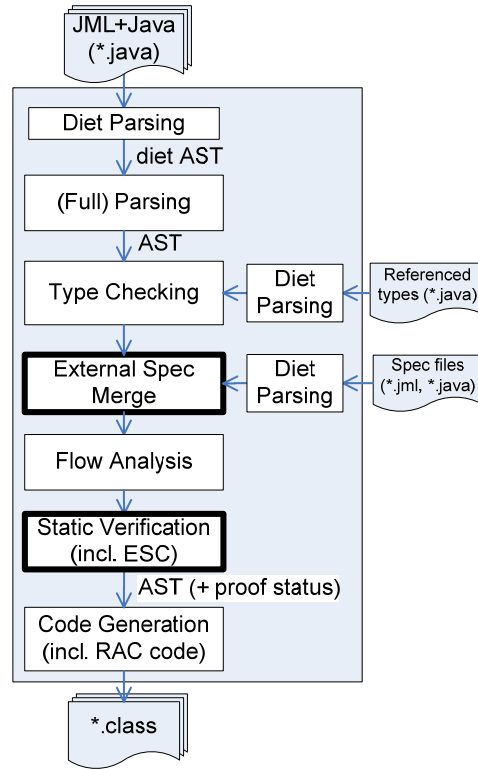 JML+Java
(*.java)
Diet Parsing
diet AST
(Full) Parsing
AST
Type Checking
Diet
Parsing
Referenced
types (*.java)
External Spec
Merge
Diet
Parsing
Spec files
(*.jml, *.java)
Flow Analysis
Static Verification
(incl. ESC)
AST (+ proof status)
Code Generation
(incl. RAC code)
*.class